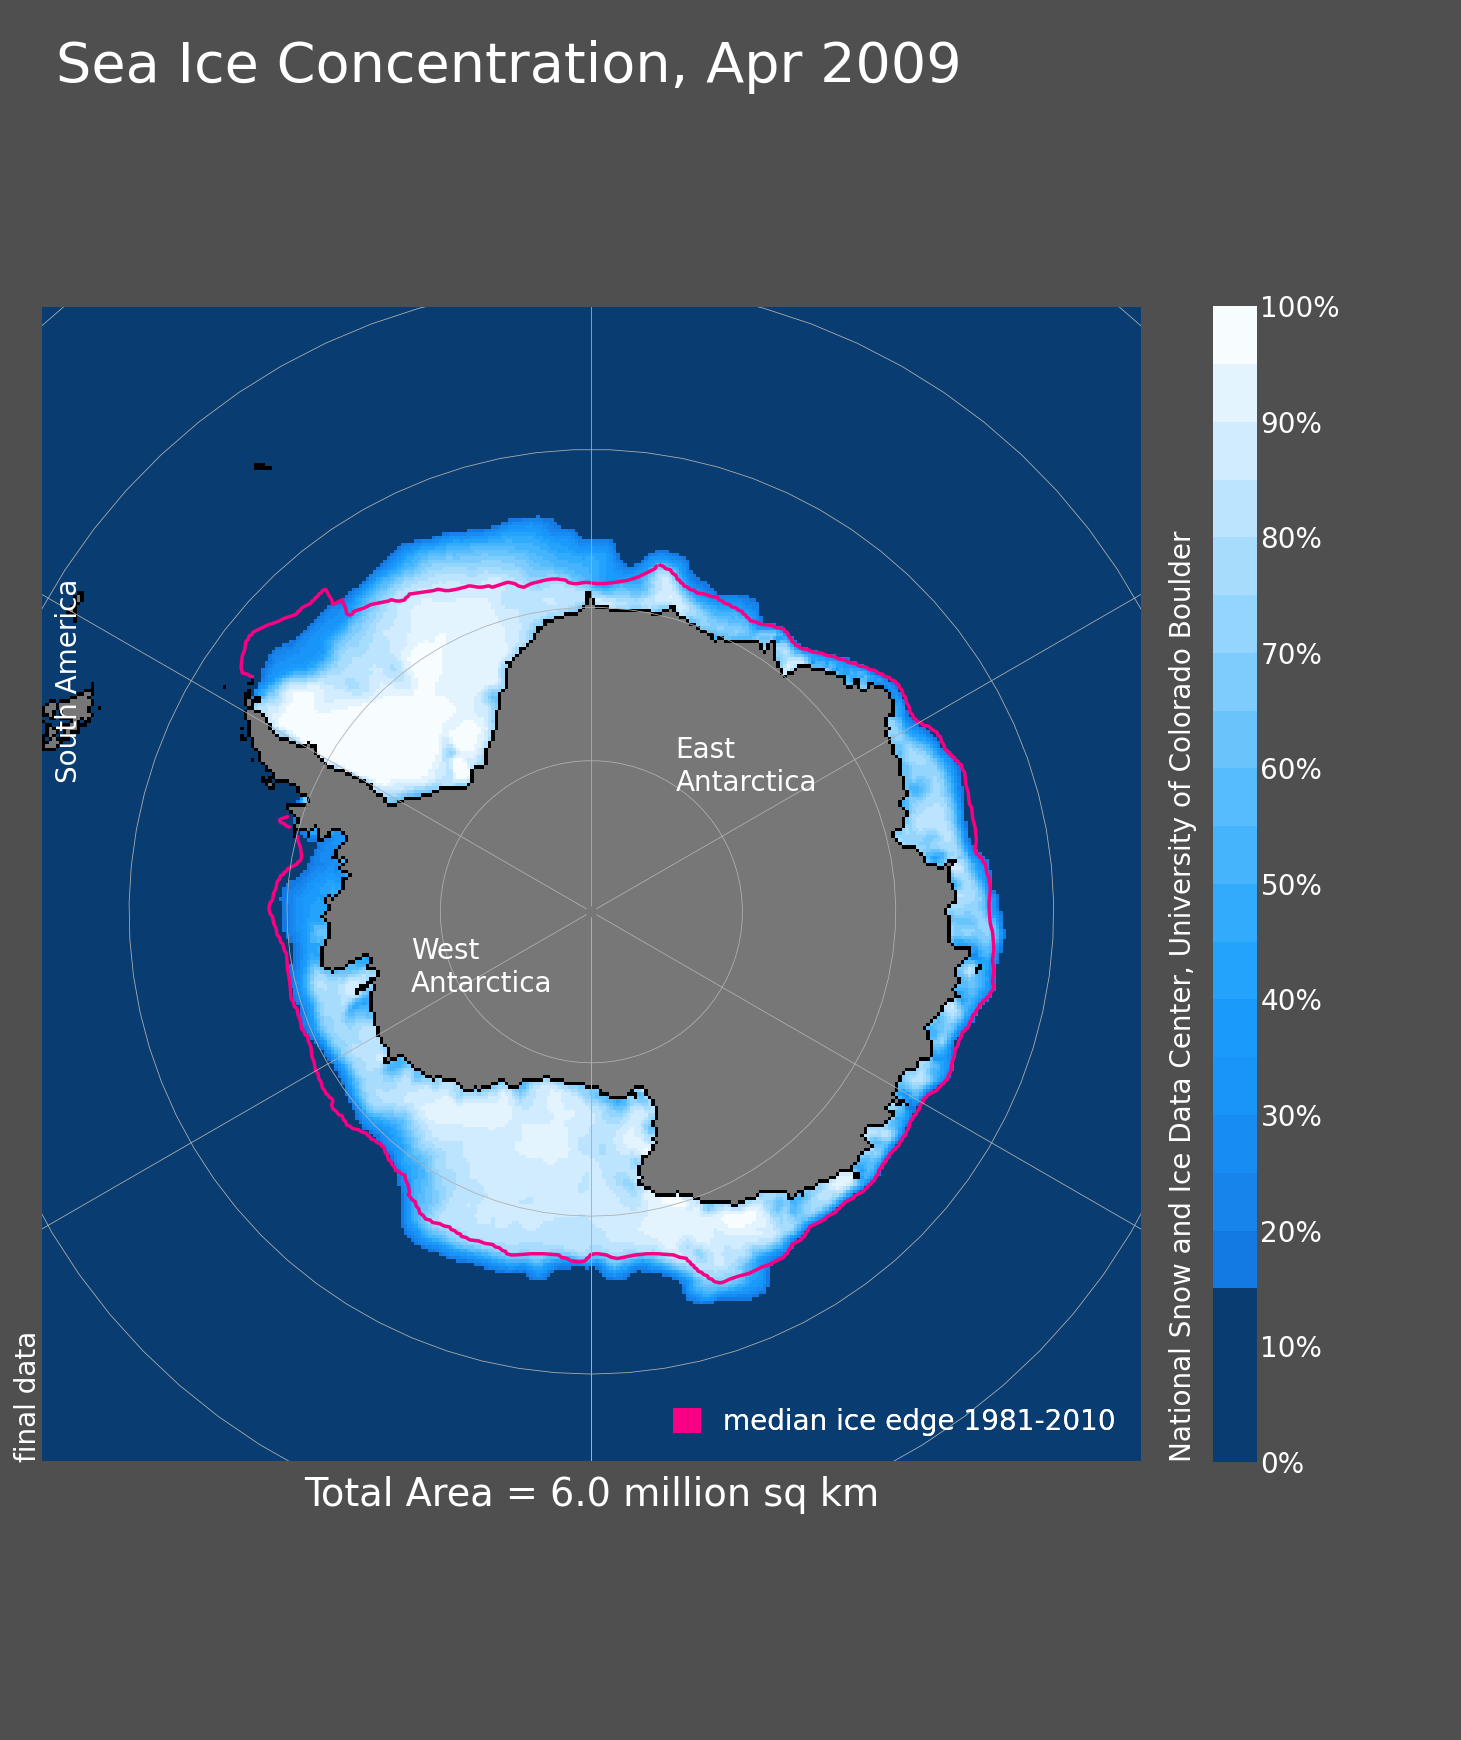 Sea Ice Concentration, Apr 2009
South America
East
Antarctica
West
Antarctica
median ice edge 1981-2010
final data
Total Area = 6.0 million sq km
National Snow and Ice Data Center, University of Colorado Boulder
100%
90%
80%
70%
60%
50%
40%
30%
20%
10%
0%